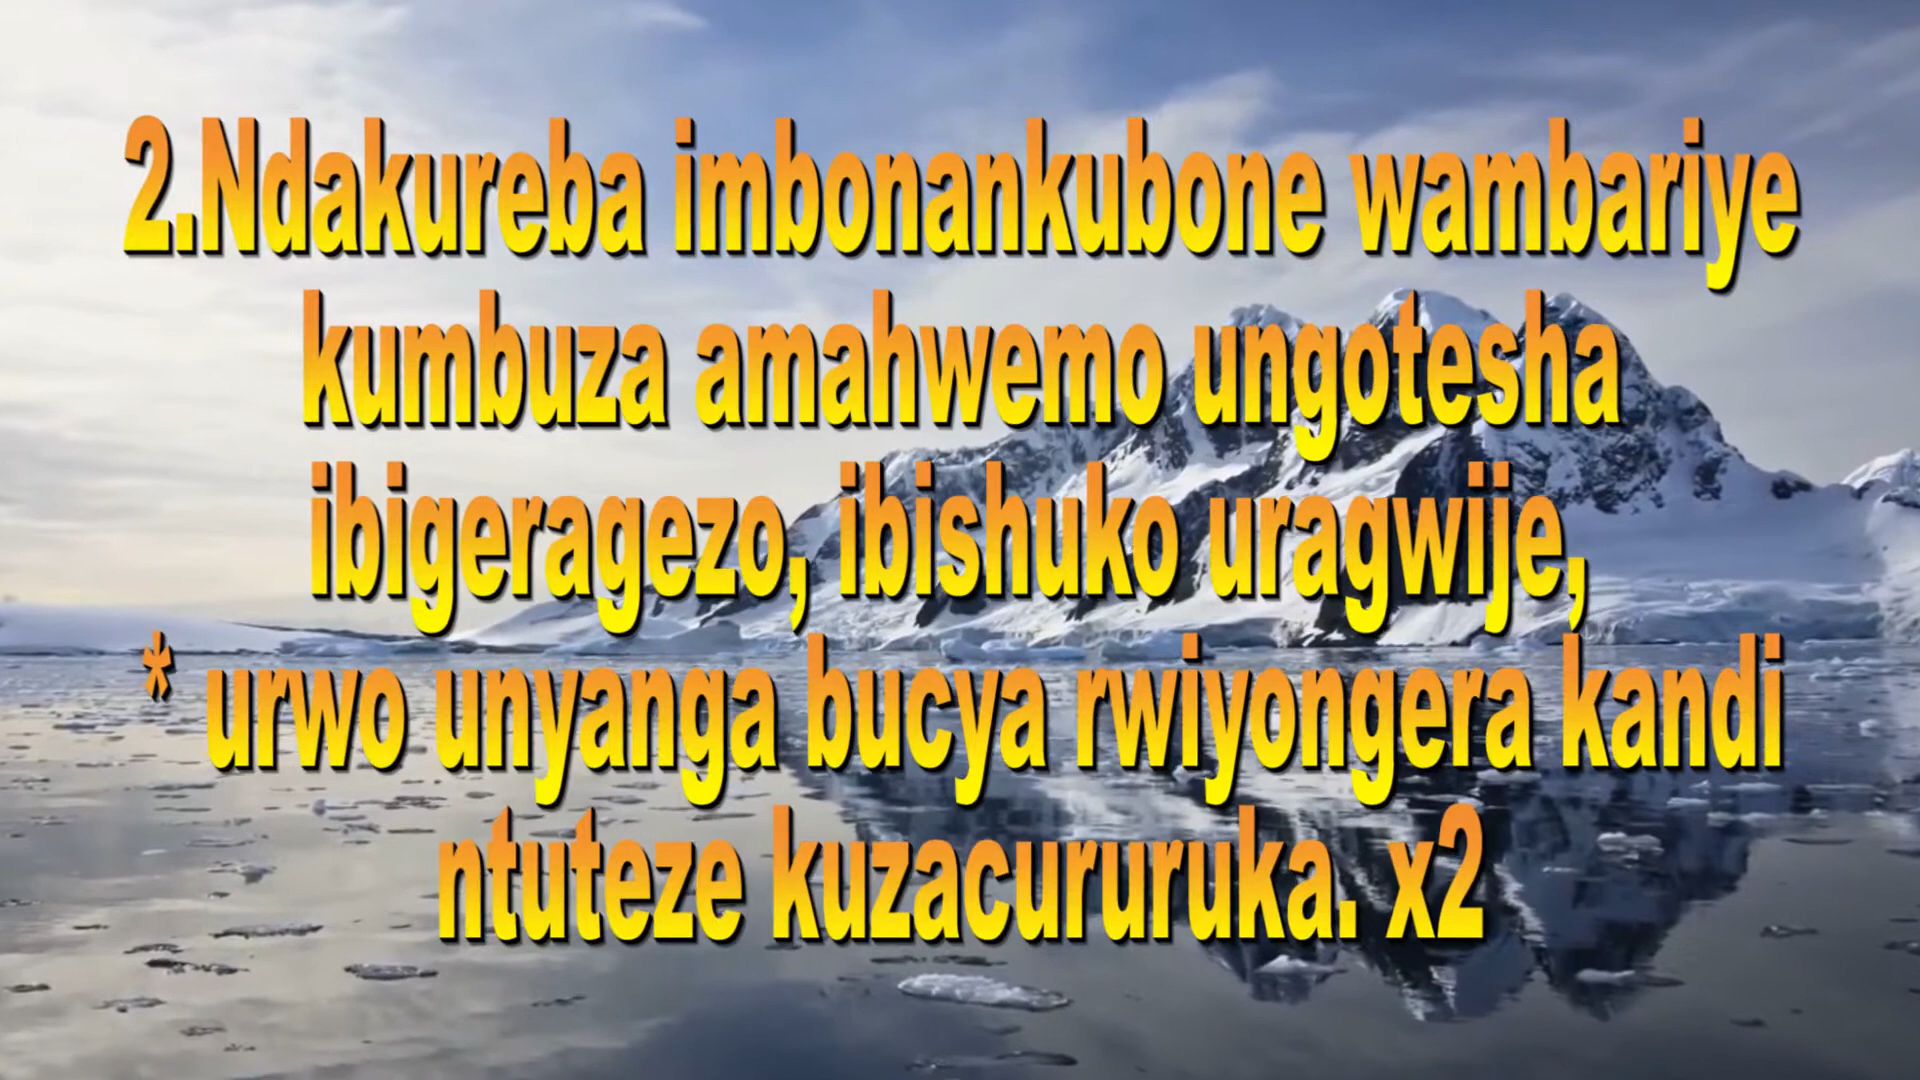 2.Ndakureba imbonankubone wambariye
kumbuza amahwemo ungotesha
ibigeragezo, ibishuko uragwije,
* urwo unyanga bucya rwiyongera kandi
ntuteze kuzacururuka. x2